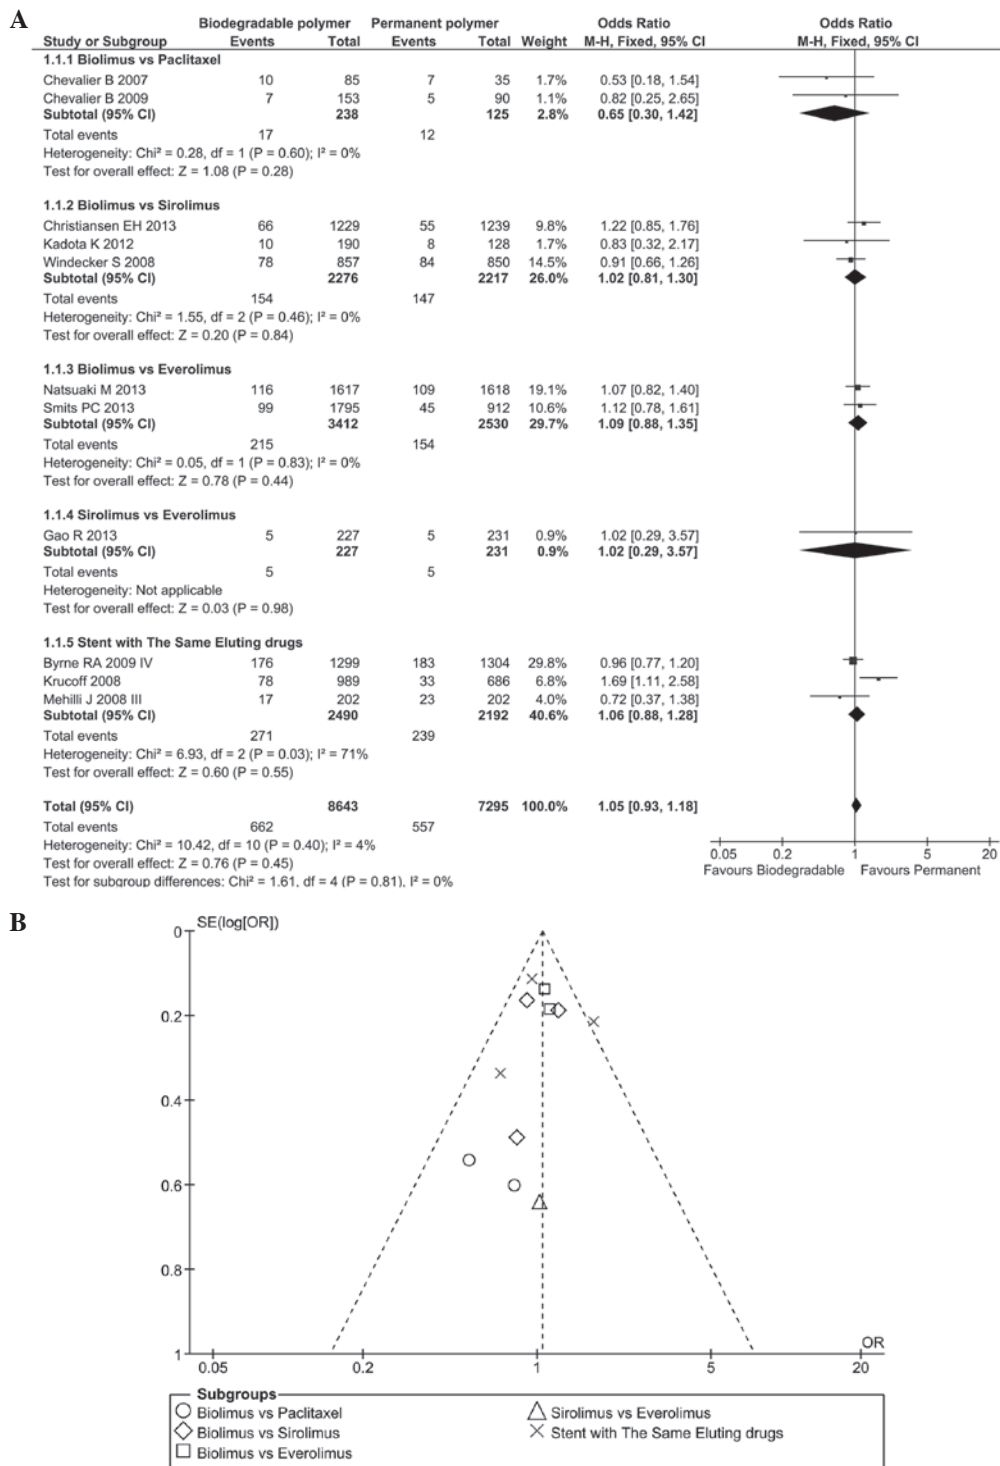 A
Biodegradable polymer Permanent polymer Odds Ratio Odds Ratio
Study or Subgroup Events Total Events Total Weight M-H, Fixed, 95% CI M-H, Fixed, 95% CI
1.1.1 Biolimus vs Paclitaxel
Chevalier B 2007 10 85 7 35 1.7% 0.53 [0.18, 1.54]
Chevalier B 2009 7 153 5 90 1.1% 0.82 [0.25, 2.65]
Subtotal (95% CI) 238 125 2.8% 0.65 [0.30, 1.42]
Total events 17 12
Heterogeneity: Chi² = 0.28, df = 1 (P = 0.60); I² = 0%
Test for overall effect: Z = 1.08 (P = 0.28)
1.1.2 Biolimus vs Sirolimus
Christiansen EH 2013 66 1229 55 1239 9.8% 1.22 [0.85, 1.76]
Kadota K 2012 10 190 8 128 1.7% 0.83 [0.32, 2.17]
Windecker S 2008 78 857 84 850 14.5% 0.91 [0.66, 1.26]
Subtotal (95% CI) 2276 2217 26.0% 1.02 [0.81, 1.30]
Total events 154 147
Heterogeneity: Chi² = 1.55, df = 2 (P = 0.46); I² = 0%
Test for overall effect: Z = 0.20 (P = 0.84)
1.1.3 Biolimus vs Everolimus
Natsuaki M 2013 116 1617 109 1618 19.1% 1.07 [0.82, 1.40]
Smits PC 2013 99 1795 45 912 10.6% 1.12 [0.78, 1.61]
Subtotal (95% CI) 3412 2530 29.7% 1.09 [0.88, 1.35]
Total events 215 154
Heterogeneity: Chi² = 0.05, df = 1 (P = 0.83); I² = 0%
Test for overall effect: Z = 0.78 (P = 0.44)
1.1.4 Sirolimus vs Everolimus
Gao R 2013 5 227 5 231 0.9% 1.02 [0.29, 3.57]
Subtotal (95% CI) 227 231 0.9% 1.02 [0.29, 3.57]
Total events 5 5
Heterogeneity: Not applicable
Test for overall effect: Z = 0.03 (P = 0.98)
1.1.5 Stent with The Same Eluting drugs
Byrne RA 2009 IV 176 1299 183 1304 29.8% 0.96 [0.77, 1.20]
Krucoff 2008 78 989 33 686 6.8% 1.69 [1.11, 2.58]
Mehilli J 2008 III 17 202 23 202 4.0% 0.72 [0.37, 1.38]
Subtotal (95% CI) 2490 2192 40.6% 1.06 [0.88, 1.28]
Total events 271 239
Heterogeneity: Chi² = 6.93, df = 2 (P = 0.03); I² = 71%
Test for overall effect: Z = 0.60 (P = 0.55)
Total (95% CI) 8643 7295 100.0% 1.05 [0.93, 1.18]
Total events 662 557
Heterogeneity: Chi² = 10.42, df = 10 (P = 0.40); I² = 4%
Test for overall effect: Z = 0.76 (P = 0.45)
Test for subgroup differences: Chi² = 1.61, df = 4 (P = 0.81), I² = 0%
0.05 0.2 1 5 20
Favours Biodegradable Favours Permanent
B
SE(log[OR])
0
0.2
0.4
0.6
0.8
1
OR
0.05 0.2 1 5 20
Subgroups
Biolimus vs Paclitaxel
Biolimus vs Sirolimus
Biolimus vs Everolimus
Sirolimus vs Everolimus
Stent with The Same Eluting drugs